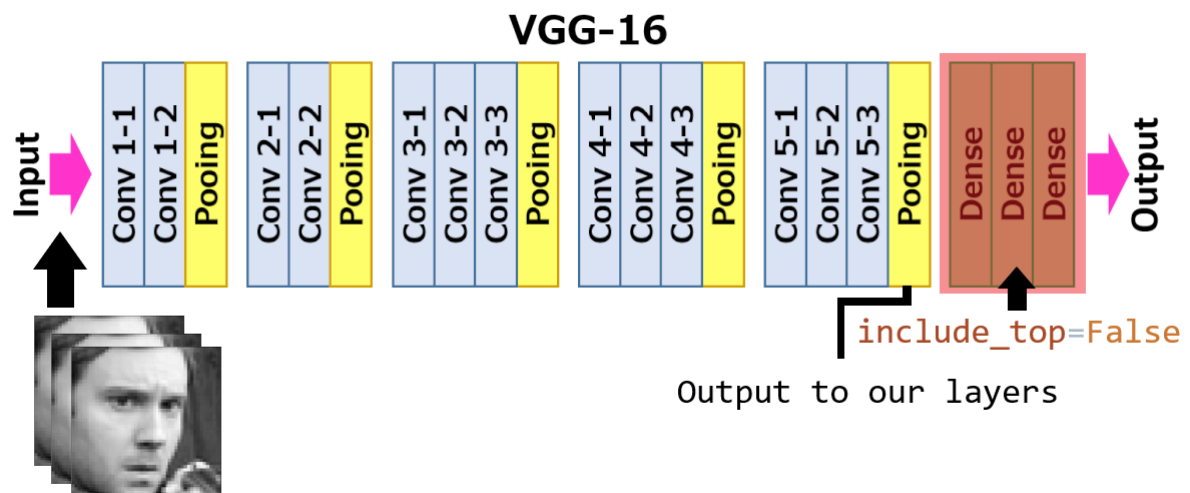 VGG-16
Input
Conv 1-1
Conv 1-2
Pooing
Conv 2-1
Conv 2-2
Pooing
Conv 3-1
Conv 3-2
Conv 3-3
Pooing
Conv 4-1
Conv 4-2
Conv 4-3
Pooing
Conv 5-1
Conv 5-2
Conv 5-3
Pooing
Dense
Dense
Dense
Output
include_top=False
Output to our layers